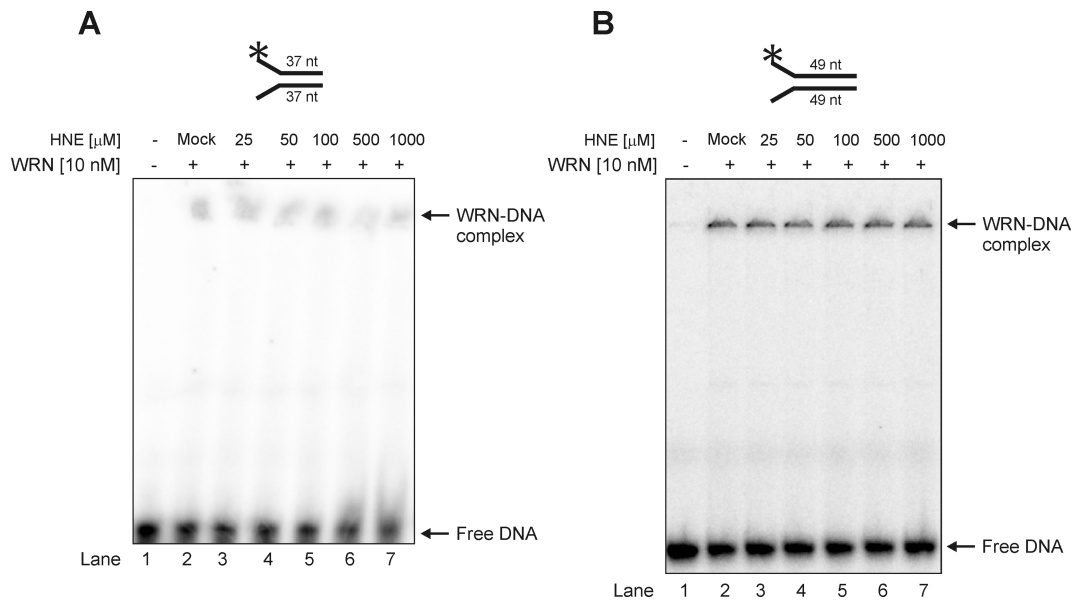 A
*
37 nt
37 nt
HNE [μM] - Mock 25 50 100 500 1000
WRN [10 nM] - + + + + + +
WRN-DNA
complex
Free DNA
Lane 1 2 3 4 5 6 7
B
*
49 nt
49 nt
HNE [μM] - Mock 25 50 100 500 1000
WRN [10 nM] - + + + + + +
WRN-DNA
complex
Free DNA
Lane 1 2 3 4 5 6 7